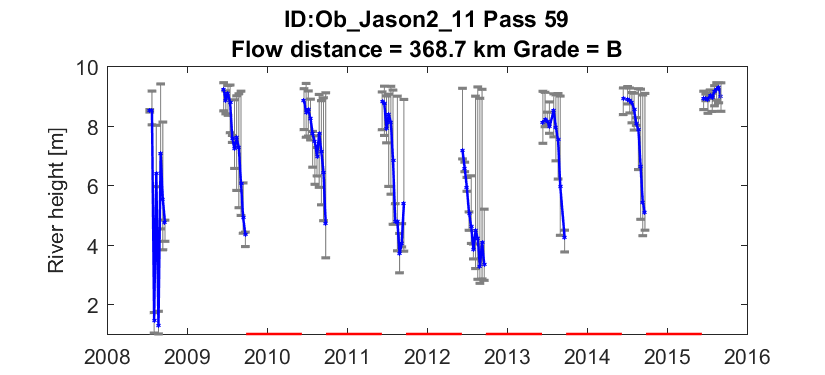 ID:Ob_Jason2_11 Pass 59
Flow distance = 368.7 km Grade = B
River height [m]
10
8
6
4
2
2008 2009 2010 2011 2012 2013 2014 2015 2016